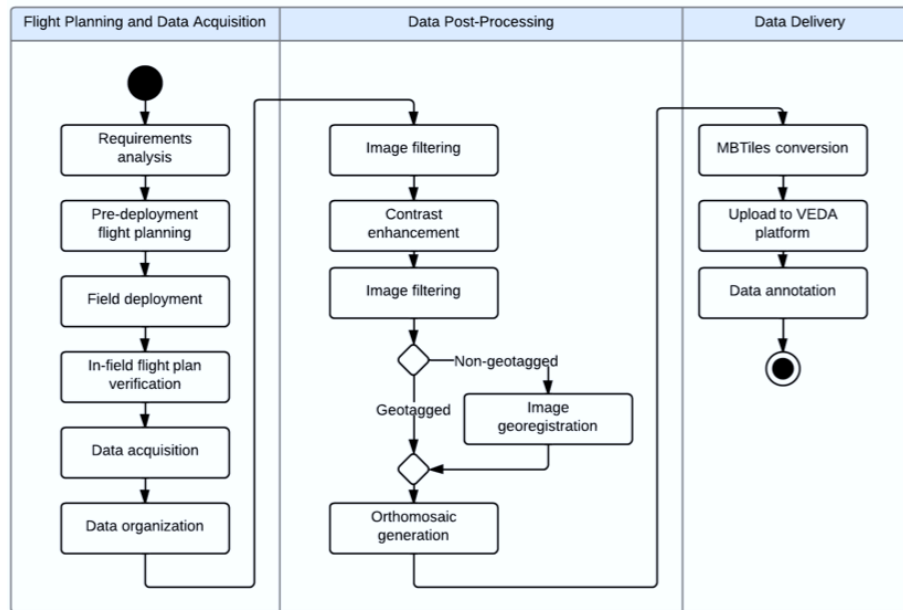 Flight Planning and Data Acquisition
Data Post-Processing
Data Delivery
Requirements
analysis
Pre-deployment
flight planning
Field deployment
In-field flight plan
verification
Data acquisition
Data organization
Image filtering
Contrast
enhancement
Image filtering
Non-geotagged
Geotagged
Image
georegistration
Orthomosaic
generation
MBTiles conversion
Upload to VEDA
platform
Data annotation